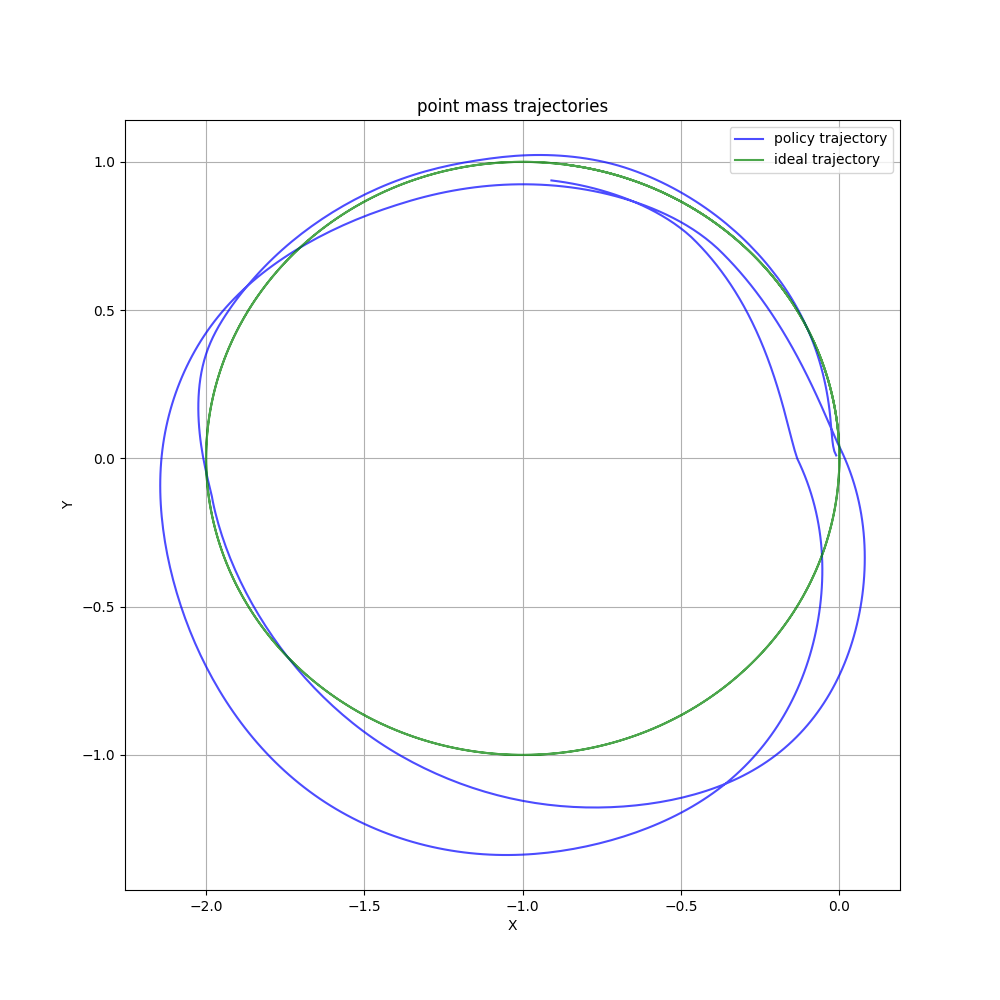 point mass trajectories
policy trajectory
ideal trajectory
1.0
0.5
0.0
−0.5
−1.0
Y
−2.0 −1.5 −1.0 −0.5 0.0
X